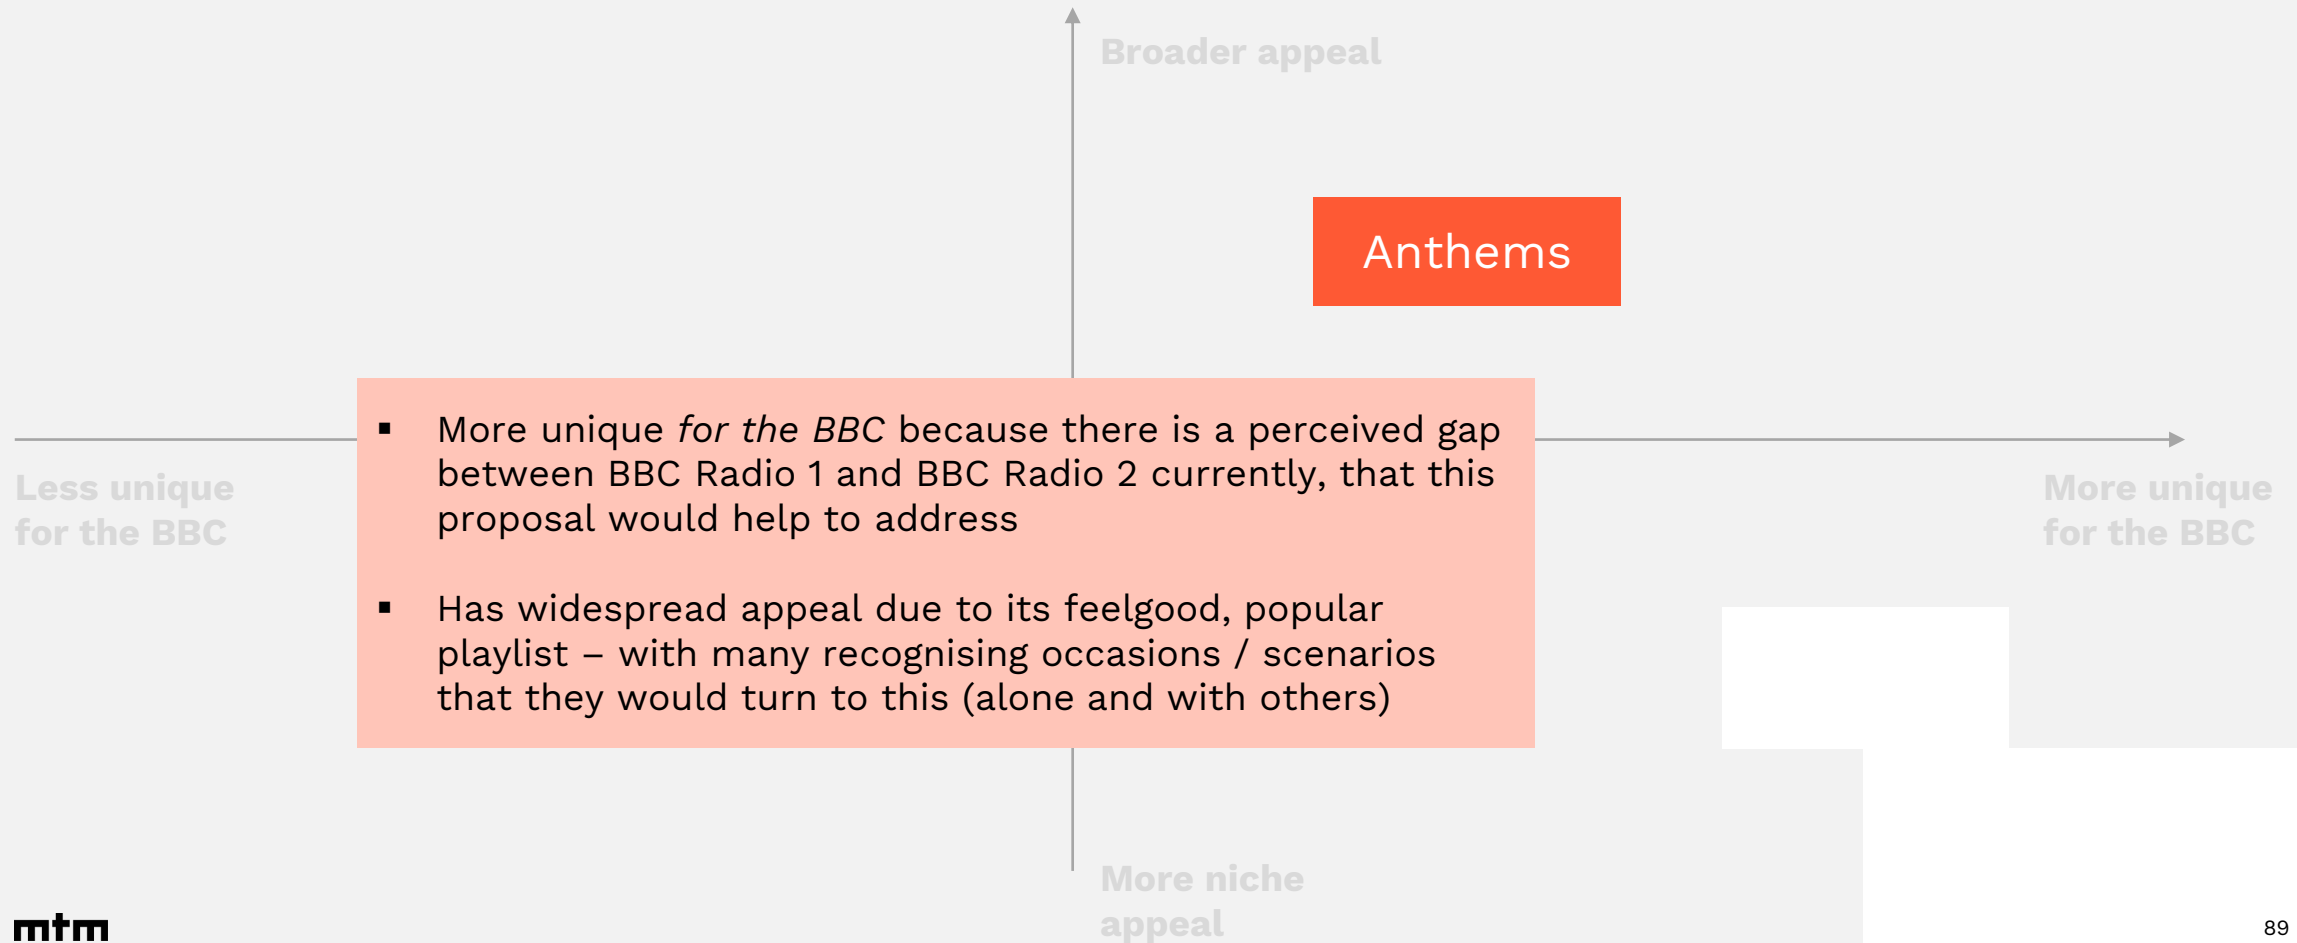 Broader appeal
Anthems
▪ More unique for the BBC because there is a perceived gap
between BBC Radio 1 and BBC Radio 2 currently, that this
proposal would help to address
▪ Has widespread appeal due to its feelgood, popular
playlist – with many recognising occasions / scenarios
that they would turn to this (alone and with others)
Less unique
for the BBC
More unique
for the BBC
More niche
appeal
mtm
89